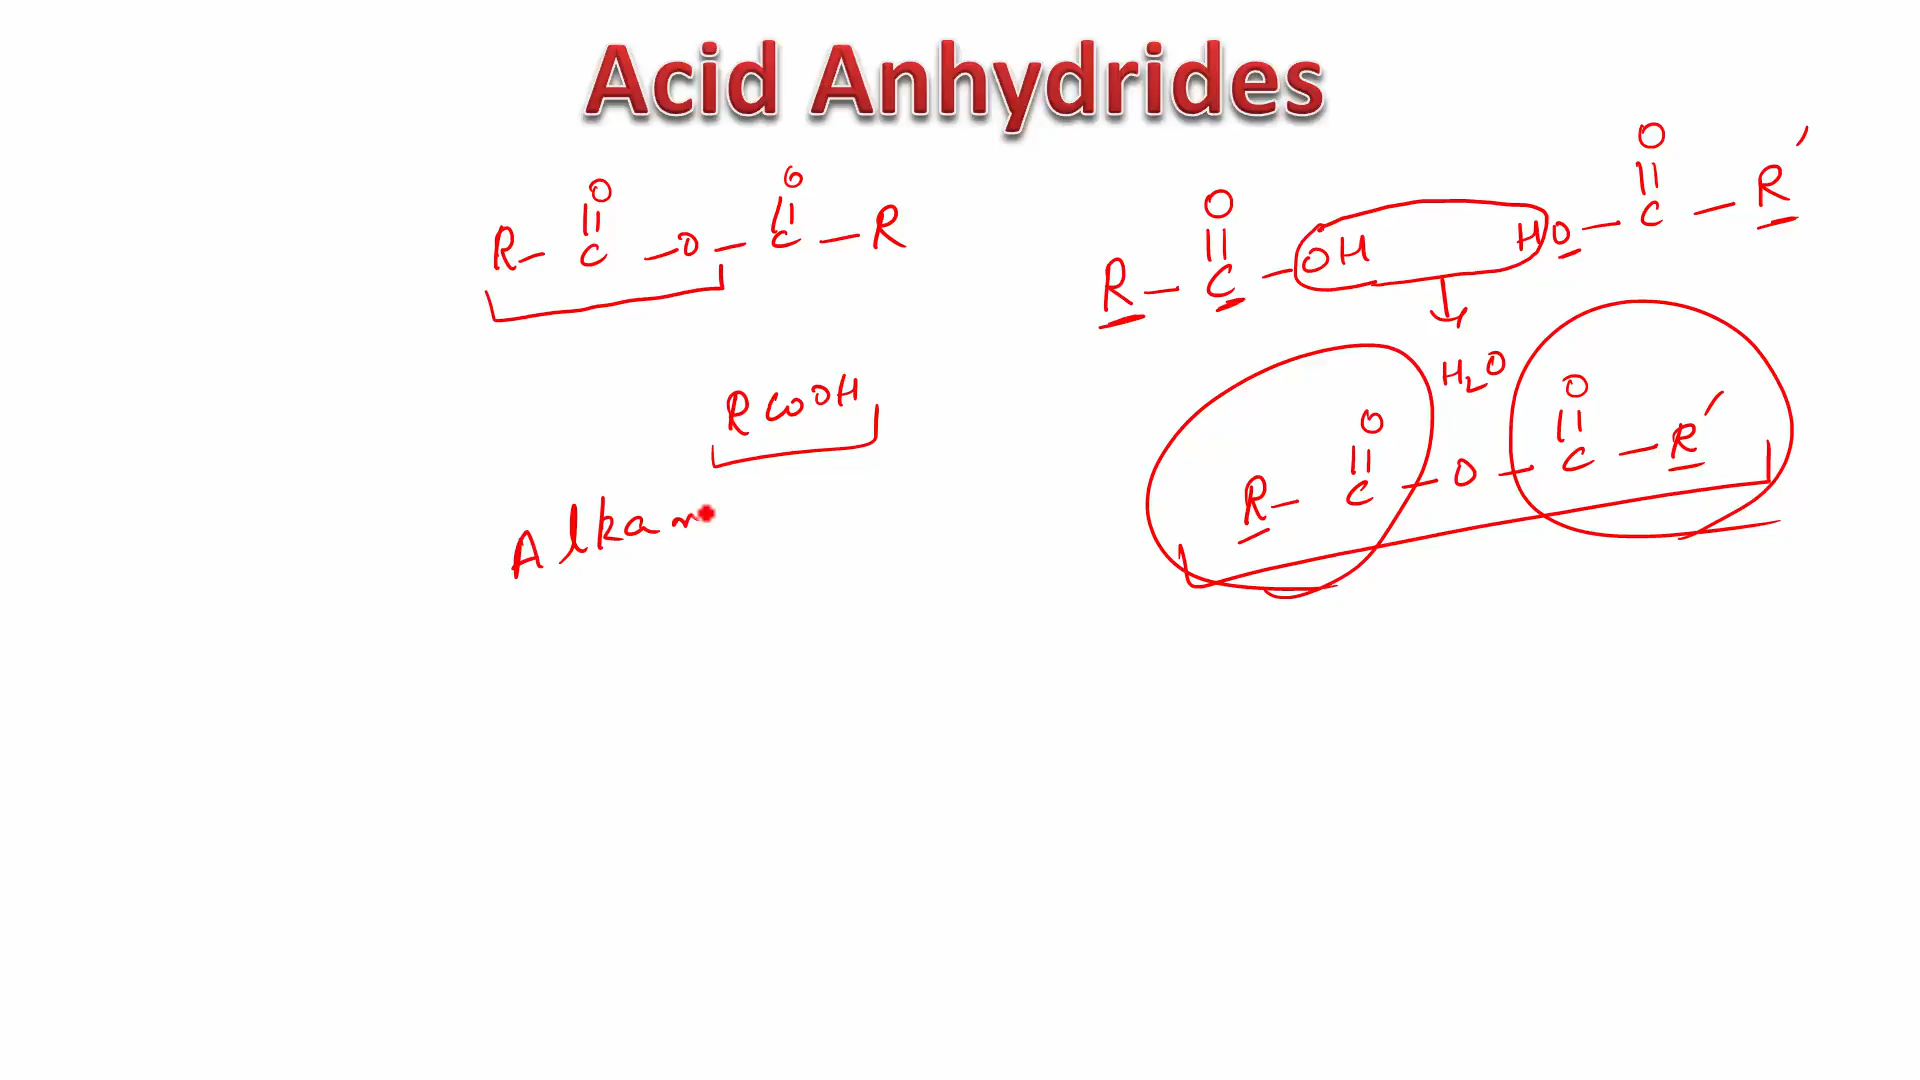 Acid Anhydrides
O
||
R - C - O - C - R
O
||
O
||
R - C - OH
HO - C - R'
O
||
H2O
RCOOH
O
||
R - C - O - C - R'
O
||
Alkan